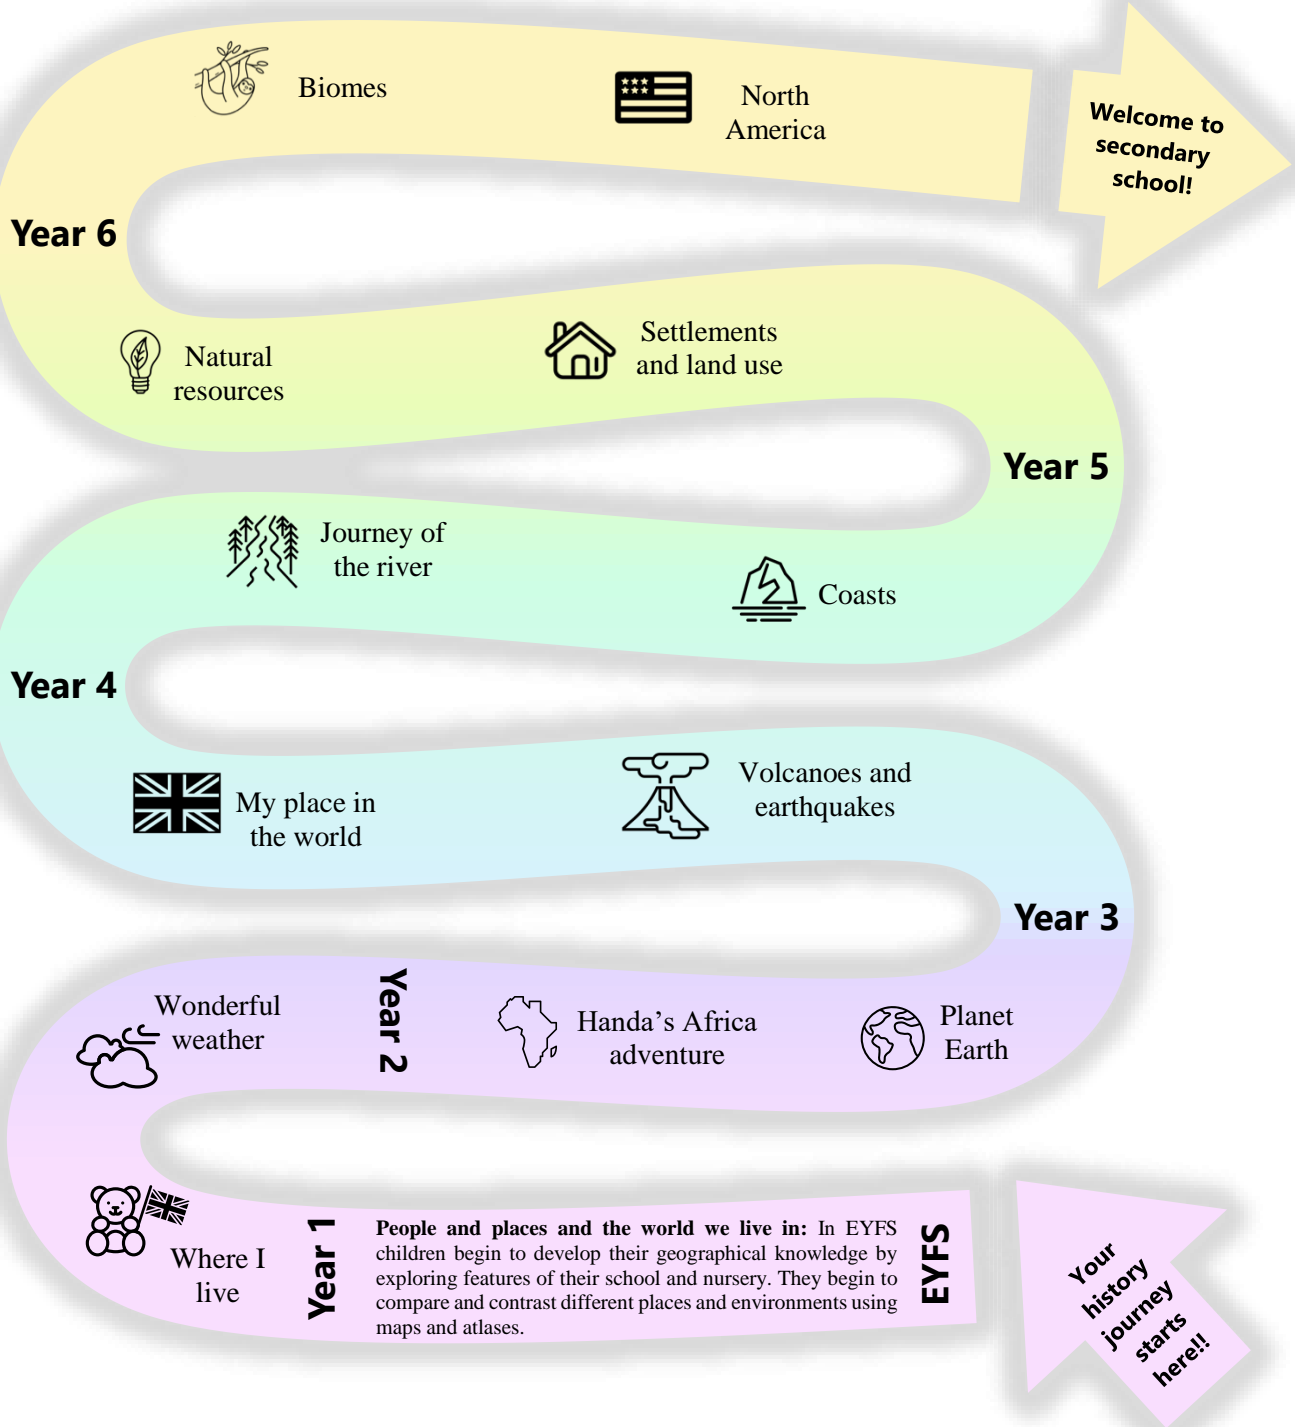 Biomes
North
America
Welcome to
secondary
school!
Year 6
Natural
resources
Settlements
and land use
Year 5
Journey of
the river
Coasts
Year 4
My place in
the world
Volcanoes and
earthquakes
Year 3
Wonderful
weather
Year 2
Handa’s Africa
adventure
Planet
Earth
Where I
live
Year 1
People and places and the world we live in: In EYFS
children begin to develop their geographical knowledge by
exploring features of their school and nursery. They begin to
compare and contrast different places and environments using
maps and atlases.
EYFS
Your
history
journey
starts
here!!